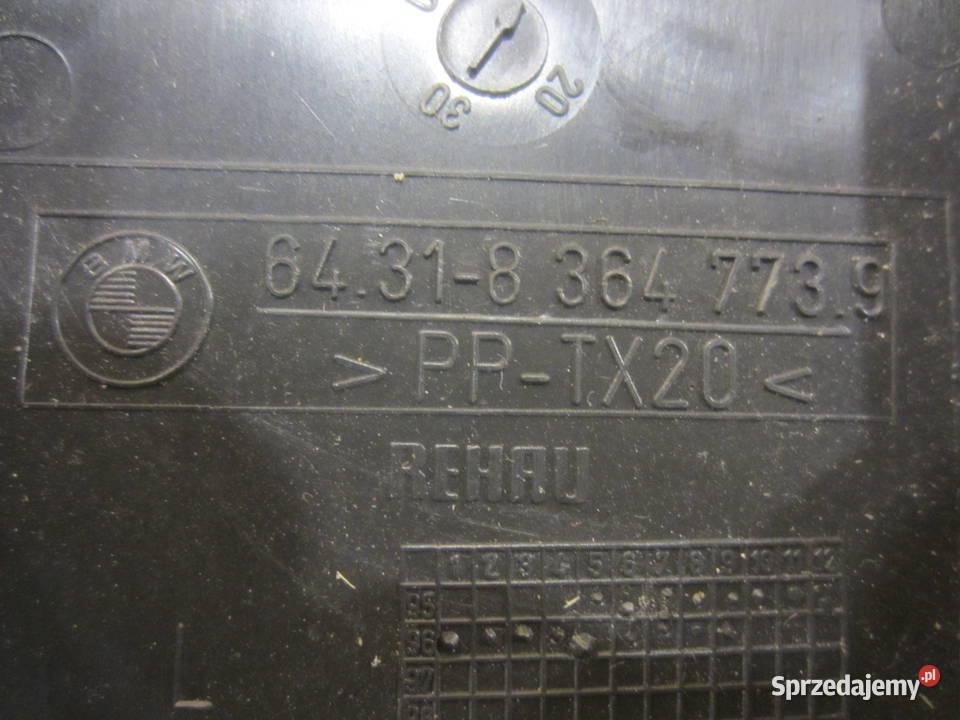 30 20
BMW
64.31-8 364 773.9
> PP-TX20 <
REHAU
1 2 3 4 5 6 7 8 9 10 11 12
95
96
97
Sprzedajemy.pl